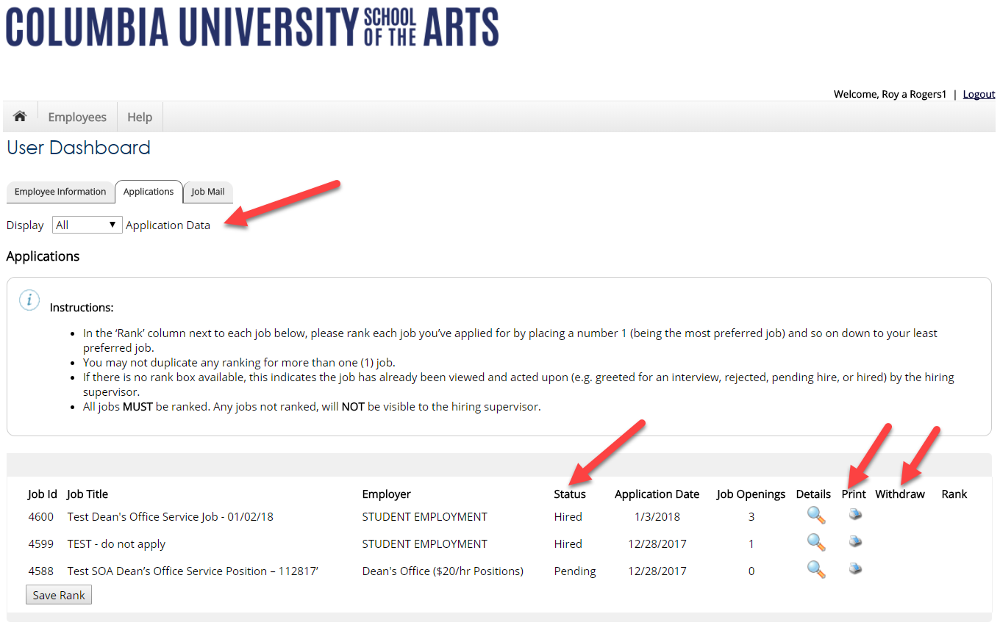 COLUMBIA UNIVERSITY SCHOOL OF THE ARTS
Welcome, Roy a Rogers1 | Logout
Employees Help
User Dashboard
Employee Information Applications Job Mail
Display All ▼ Application Data
Applications
i
Instructions:
• In the ‘Rank’ column next to each job below, please rank each job you’ve applied for by placing a number 1 (being the most preferred job) and so on down to your least
preferred job.
• You may not duplicate any ranking for more than one (1) job.
• If there is no rank box available, this indicates the job has already been viewed and acted upon (e.g. greeted for an interview, rejected, pending hire, or hired) by the hiring
supervisor.
• All jobs MUST be ranked. Any jobs not ranked, will NOT be visible to the hiring supervisor.
Job Id Job Title Employer Status Application Date Job Openings Details Print Withdraw Rank
4600 Test Dean's Office Service Job - 01/02/18 STUDENT EMPLOYMENT Hired 1/3/2018 3
4599 TEST - do not apply STUDENT EMPLOYMENT Hired 12/28/2017 1
4588 Test SOA Dean’s Office Service Position – 112817’ Dean's Office ($20/hr Positions) Pending 12/28/2017 0
Save Rank